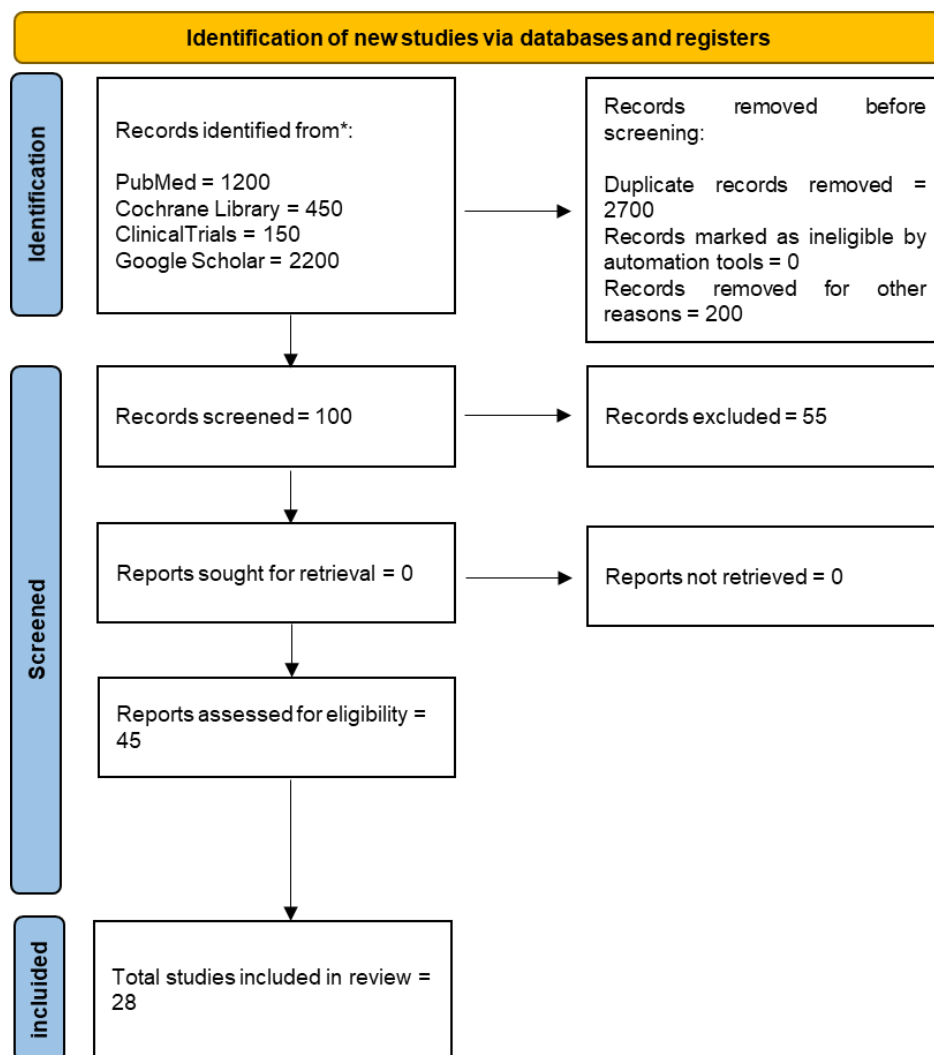 Identification of new studies via databases and registers
Identification
Records identified from*:
PubMed = 1200
Cochrane Library = 450
ClinicalTrials = 150
Google Scholar = 2200
Records removed before
screening:
Duplicate records removed =
2700
Records marked as ineligible by
automation tools = 0
Records removed for other
reasons = 200
Screened
Records screened = 100
Records excluded = 55
Reports sought for retrieval = 0
Reports not retrieved = 0
Reports assessed for eligibility =
45
included
Total studies included in review =
28